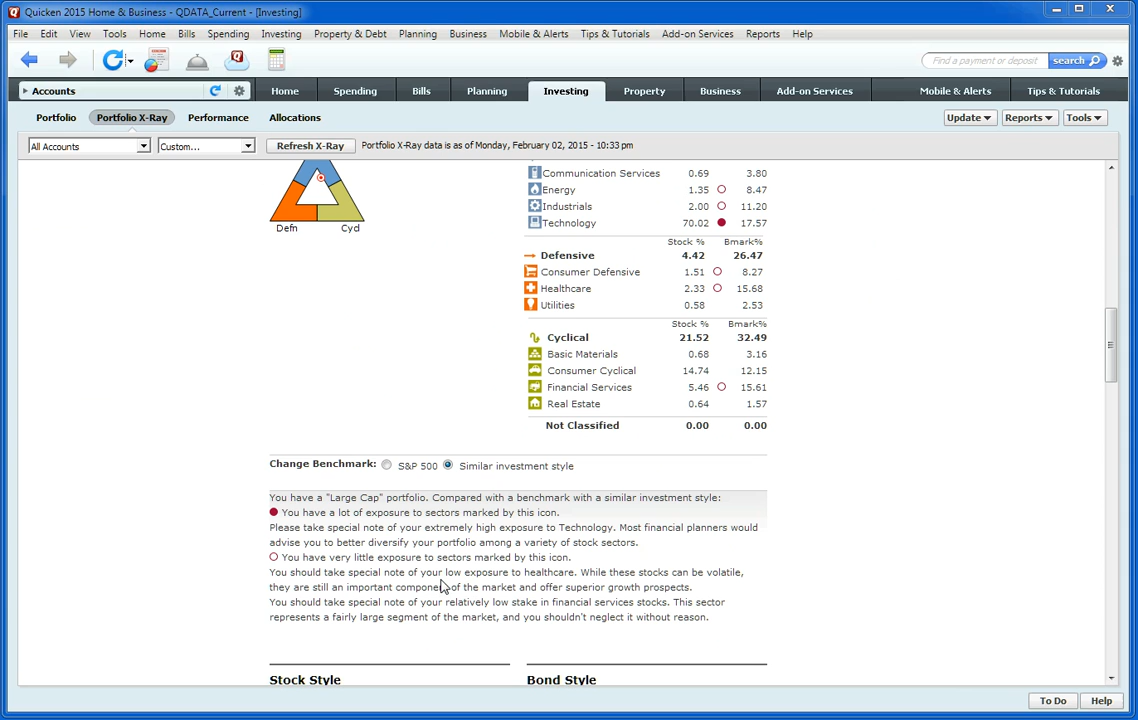 Quicken 2015 Home & Business - QDATA_Current - [Investing]
File Edit View Tools Home Bills Spending Investing Property & Debt Planning Business Mobile & Alerts Tips & Tutorials Add-on Services Reports Help
Find a payment or deposit search
Accounts Home Spending Bills Planning Investing Property Business Add-on Services Mobile & Alerts Tips & Tutorials
Portfolio Portfolio X-Ray Performance Allocations Update Reports Tools
All Accounts Custom... Refresh X-Ray Portfolio X-Ray data is as of Monday, February 02, 2015 - 10:33 pm
Communication Services 0.69 3.80
Energy 1.35 8.47
Industrials 2.00 11.20
Technology 70.02 17.57
Defn Cycl
Stock % Bmark%
Defensive 4.42 26.47
Consumer Defensive 1.51 8.27
Healthcare 2.33 15.68
Utilities 0.58 2.53
Stock % Bmark%
Cyclical 21.52 32.49
Basic Materials 0.68 3.16
Consumer Cyclical 14.74 12.15
Financial Services 5.46 15.61
Real Estate 0.64 1.57
Not Classified 0.00 0.00
Change Benchmark: S&P 500 Similar investment style
You have a "Large Cap" portfolio. Compared with a benchmark with a similar investment style:
You have a lot of exposure to sectors marked by this icon.
Please take special note of your extremely high exposure to Technology. Most financial planners would
advise you to better diversify your portfolio among a variety of stock sectors.
You have very little exposure to sectors marked by this icon.
You should take special note of your low exposure to healthcare. While these stocks can be volatile,
they are still an important component of the market and offer superior growth prospects.
You should take special note of your relatively low stake in financial services stocks. This sector
represents a fairly large segment of the market, and you shouldn't neglect it without reason.
Stock Style Bond Style
To Do Help